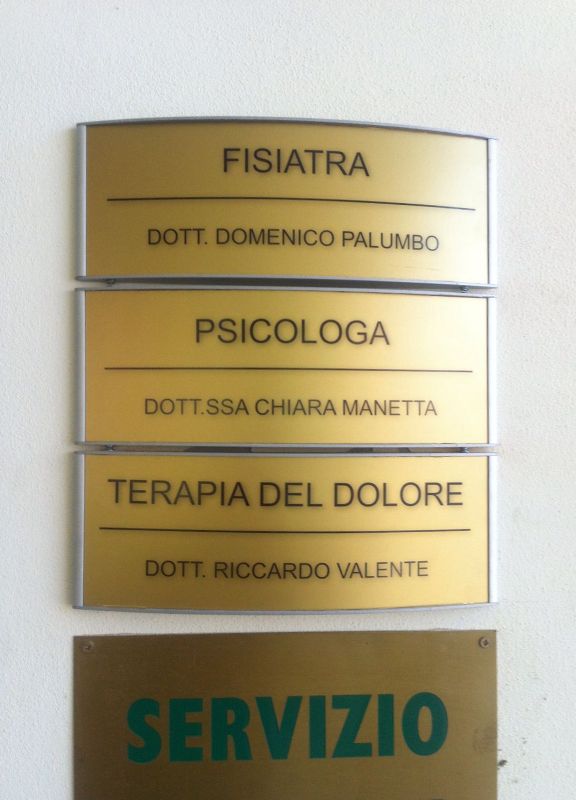 FISIATRA
DOTT. DOMENICO PALUMBO
PSICOLOGA
DOTT.SSA CHIARA MANETTA
TERAPIA DEL DOLORE
DOTT. RICCARDO VALENTE
SERVIZIO